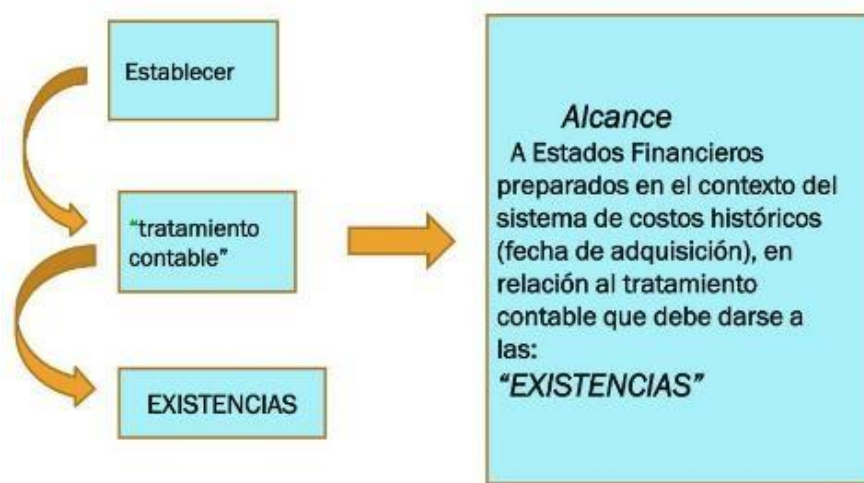 Establecer
“tratamiento
contable”
EXISTENCIAS
Alcance
A Estados Financieros
preparados en el contexto del
sistema de costos históricos
(fecha de adquisición), en
relación al tratamiento
contable que debe darse a
las:
“EXISTENCIAS”